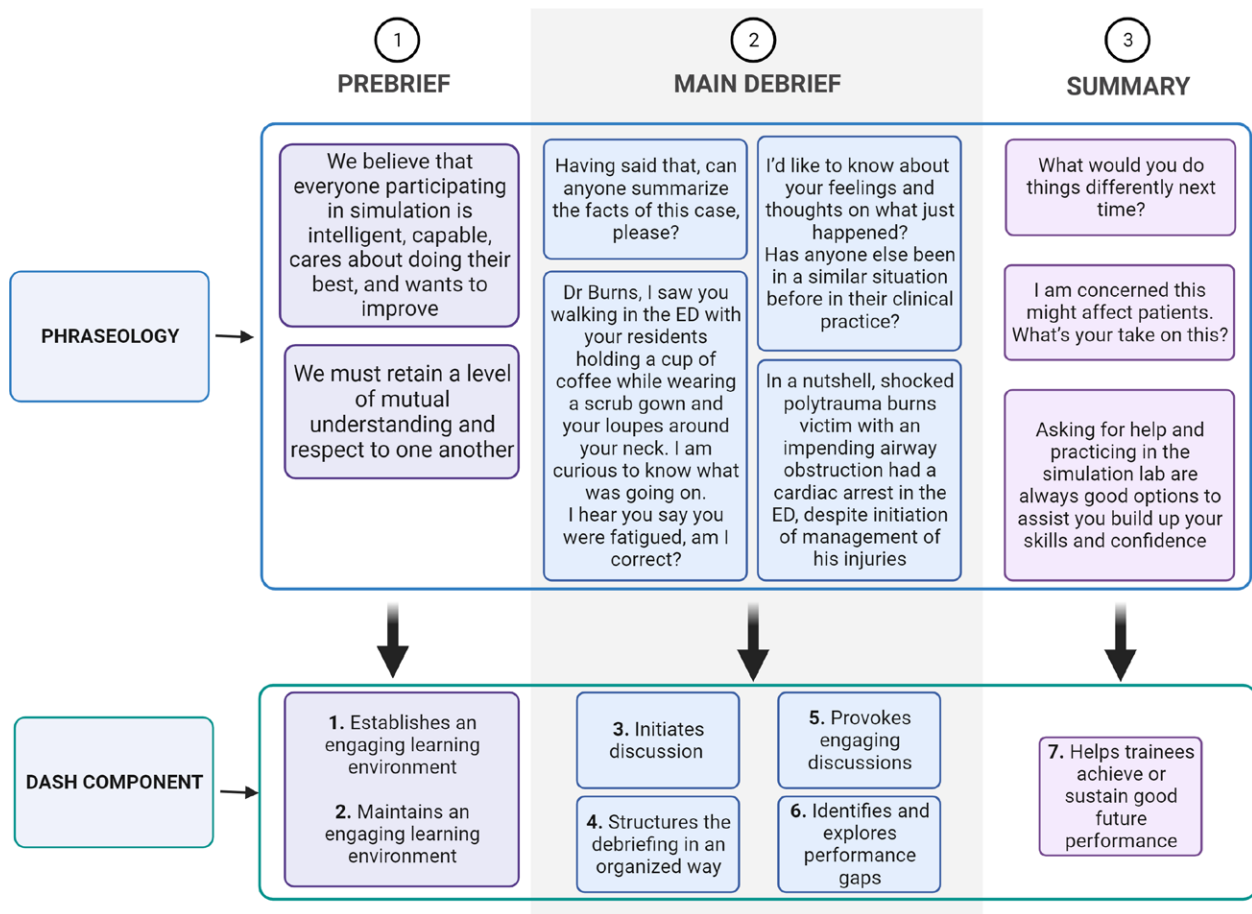 1
PREBRIEF
2
MAIN DEBRIEF
3
SUMMARY
PHRASEOLOGY
We believe that
everyone participating
in simulation is
intelligent, capable,
cares about doing their
best, and wants to
improve
We must retain a level
of mutual
understanding and
respect to one another
Having said that, can
anyone summarize
the facts of this case,
please?
Dr Burns, I saw you
walking in the ED with
your residents
holding a cup of
coffee while wearing
a scrub gown and
your loupes around
your neck. I am
curious to know what
was going on.
I hear you say you
were fatigued, am I
correct?
I'd like to know about
your feelings and
thoughts on what just
happened?
Has anyone else been
in a similar situation
before in their clinical
practice?
In a nutshell, shocked
polytrauma burns
victim with an
impending airway
obstruction had a
cardiac arrest in the
ED, despite initiation
of management of
his injuries
What would you do
things differently next
time?
I am concerned this
might affect patients.
What's your take on this?
Asking for help and
practicing in the
simulation lab are
always good options to
assist you build up your
skills and confidence
DASH COMPONENT
1. Establishes an
engaging learning
environment
2. Maintains an
engaging learning
environment
3. Initiates
discussion
4. Structures the
debriefing in an
organized way
5. Provokes
engaging
discussions
6. Identifies and
explores
performance
gaps
7. Helps trainees
achieve or
sustain good
future
performance